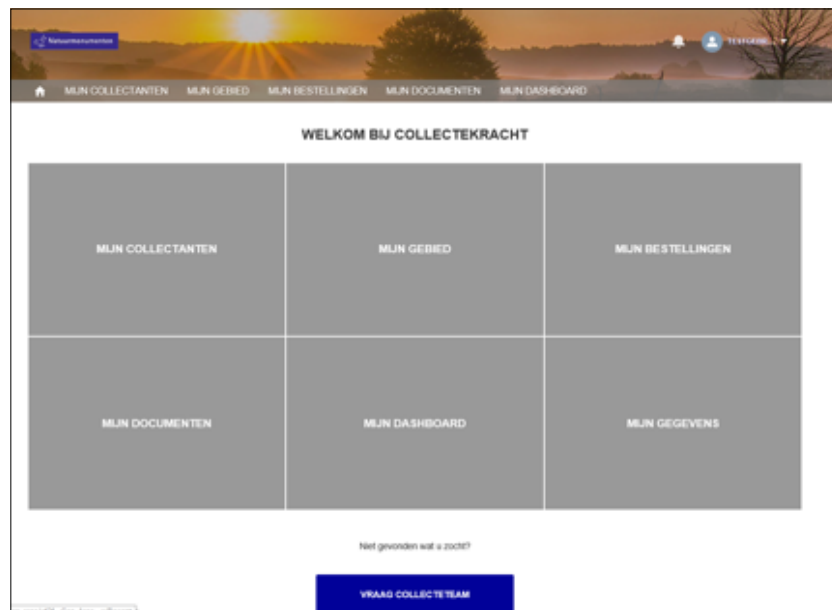 Natuurmonumenten
MIJN COLLECTANTEN MIJN GEBIED MIJN BESTELLINGEN MIJN DOCUMENTEN MIJN DASHBOARD
WELKOM BIJ COLLECTEKRACHT
MIJN COLLECTANTEN MIJN GEBIED MIJN BESTELLINGEN
MIJN DOCUMENTEN MIJN DASHBOARD MIJN GEGEVENS
Niet gevonden wat u zocht?
VRAAG COLLECTETEAM